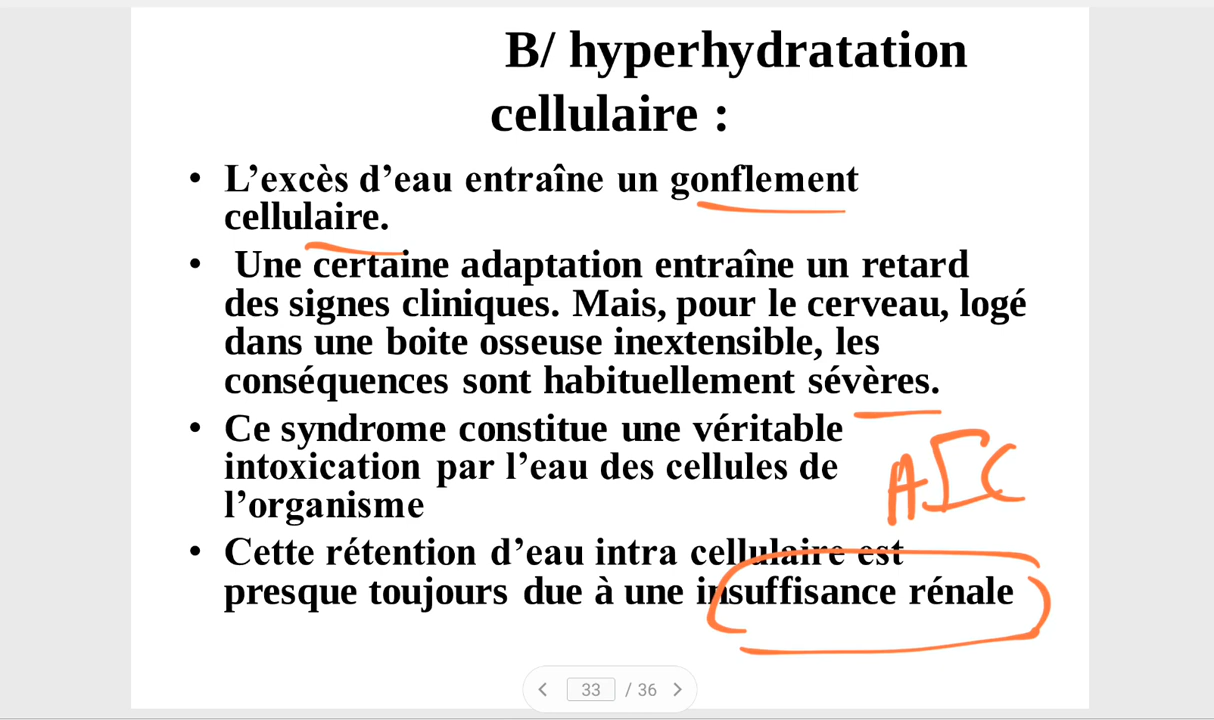 B/ hyperhydratation
cellulaire :
• L’excès d’eau entraîne un gonflement
cellulaire.
• Une certaine adaptation entraîne un retard
des signes cliniques. Mais, pour le cerveau, logé
dans une boite osseuse inextensible, les
conséquences sont habituellement sévères.
• Ce syndrome constitue une véritable
intoxication par l’eau des cellules de
l’organisme
• Cette rétention d’eau intra cellulaire est
presque toujours due à une insuffisance rénale
33 / 36